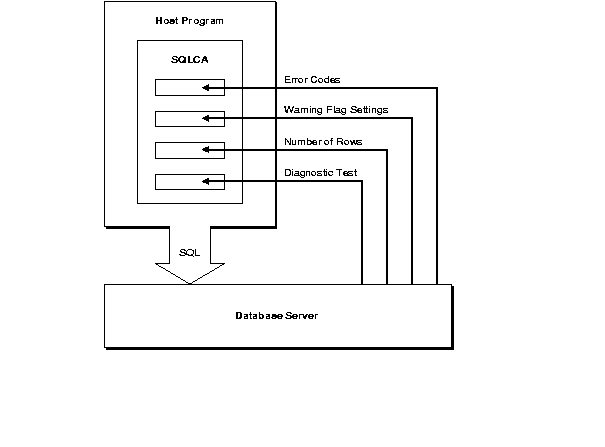 Host Program
SQLCA
Error Codes
Warning Flag Settings
Number of Rows
Diagnostic Test
SQL
Database Server